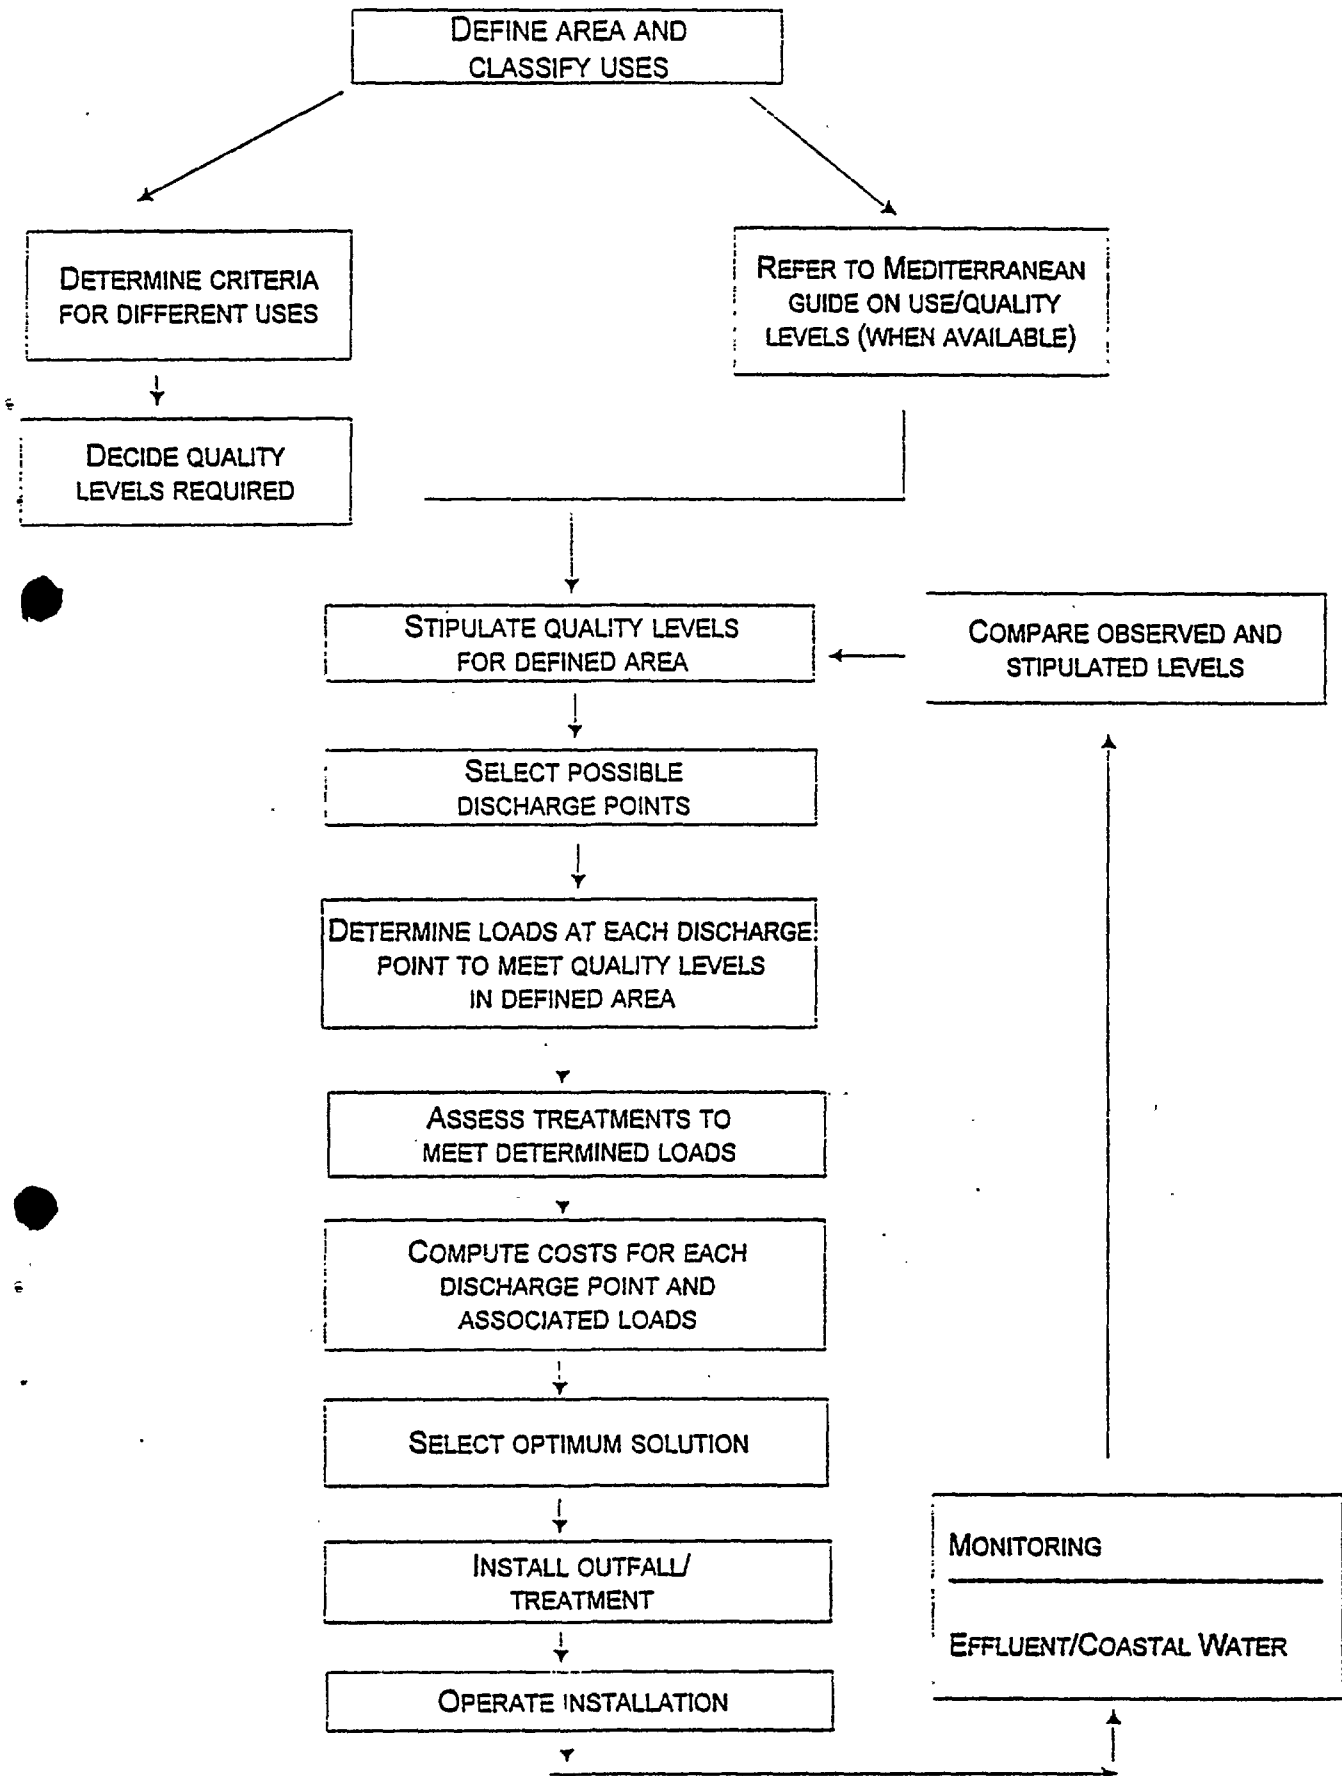 DEFINE AREA AND
CLASSIFY USES
DETERMINE CRITERIA
FOR DIFFERENT USES
REFER TO MEDITERRANEAN
GUIDE ON USE/QUALITY
LEVELS (WHEN AVAILABLE)
DECIDE QUALITY
LEVELS REQUIRED
STIPULATE QUALITY LEVELS
FOR DEFINED AREA
COMPARE OBSERVED AND
STIPULATED LEVELS
SELECT POSSIBLE
DISCHARGE POINTS
DETERMINE LOADS AT EACH DISCHARGE
POINT TO MEET QUALITY LEVELS
IN DEFINED AREA
ASSESS TREATMENTS TO
MEET DETERMINED LOADS
COMPUTE COSTS FOR EACH
DISCHARGE POINT AND
ASSOCIATED LOADS
SELECT OPTIMUM SOLUTION
INSTALL OUTFALL/
TREATMENT
OPERATE INSTALLATION
MONITORING
EFFLUENT/COASTAL WATER